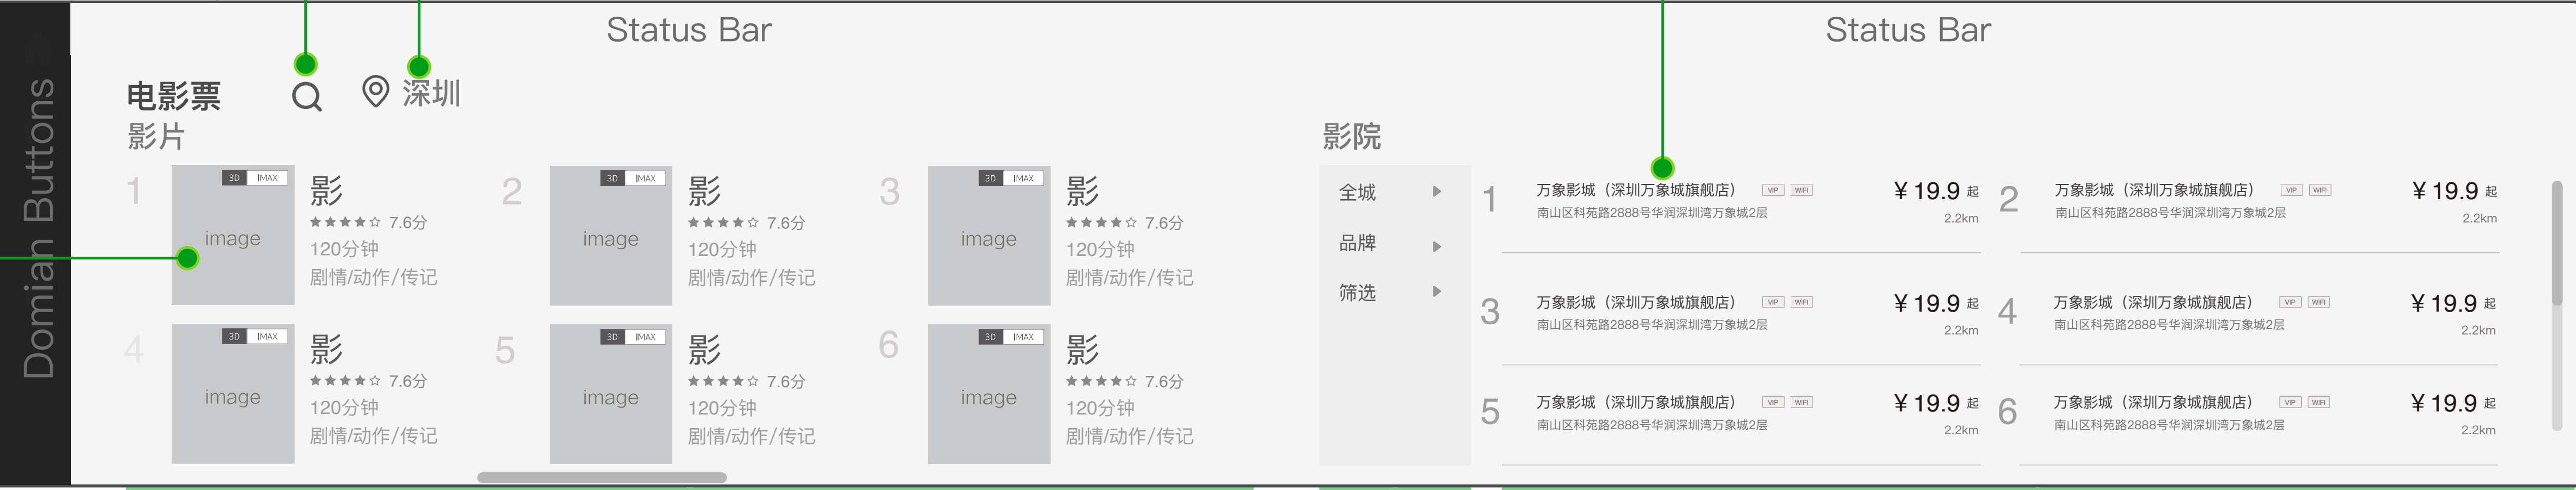 Status Bar
Status Bar
Domian Buttons
电影票
深圳
影片
1
3D IMAX
image
影
7.6分
120分钟
剧情/动作/传记
2
3D IMAX
image
影
7.6分
120分钟
剧情/动作/传记
3
3D IMAX
image
影
7.6分
120分钟
剧情/动作/传记
4
3D IMAX
image
影
7.6分
120分钟
剧情/动作/传记
5
3D IMAX
image
影
7.6分
120分钟
剧情/动作/传记
6
3D IMAX
image
影
7.6分
120分钟
剧情/动作/传记
影院
全城
品牌
筛选
1
万象影城（深圳万象城旗舰店） VIP WIFI
¥ 19.9 起
南山区科苑路2888号华润深圳湾万象城2层
2.2km
2
万象影城（深圳万象城旗舰店） VIP WIFI
¥ 19.9 起
南山区科苑路2888号华润深圳湾万象城2层
2.2km
3
万象影城（深圳万象城旗舰店） VIP WIFI
¥ 19.9 起
南山区科苑路2888号华润深圳湾万象城2层
2.2km
4
万象影城（深圳万象城旗舰店） VIP WIFI
¥ 19.9 起
南山区科苑路2888号华润深圳湾万象城2层
2.2km
5
万象影城（深圳万象城旗舰店） VIP WIFI
¥ 19.9 起
南山区科苑路2888号华润深圳湾万象城2层
2.2km
6
万象影城（深圳万象城旗舰店） VIP WIFI
¥ 19.9 起
南山区科苑路2888号华润深圳湾万象城2层
2.2km